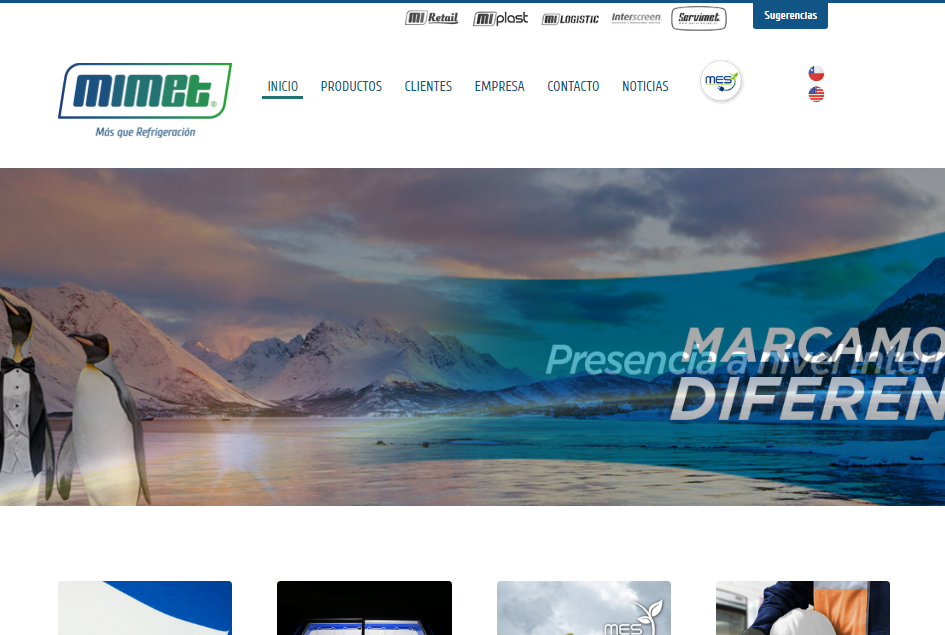 mi Retail
mi plast
mi LOGISTIC
Interscreen
Servimet
Sugerencias
mimet®
Más que Refrigeración
INICIO
PRODUCTOS
CLIENTES
EMPRESA
CONTACTO
NOTICIAS
MES
MARCAMO
Presencia a nivel Inter
DIFEREN
MES